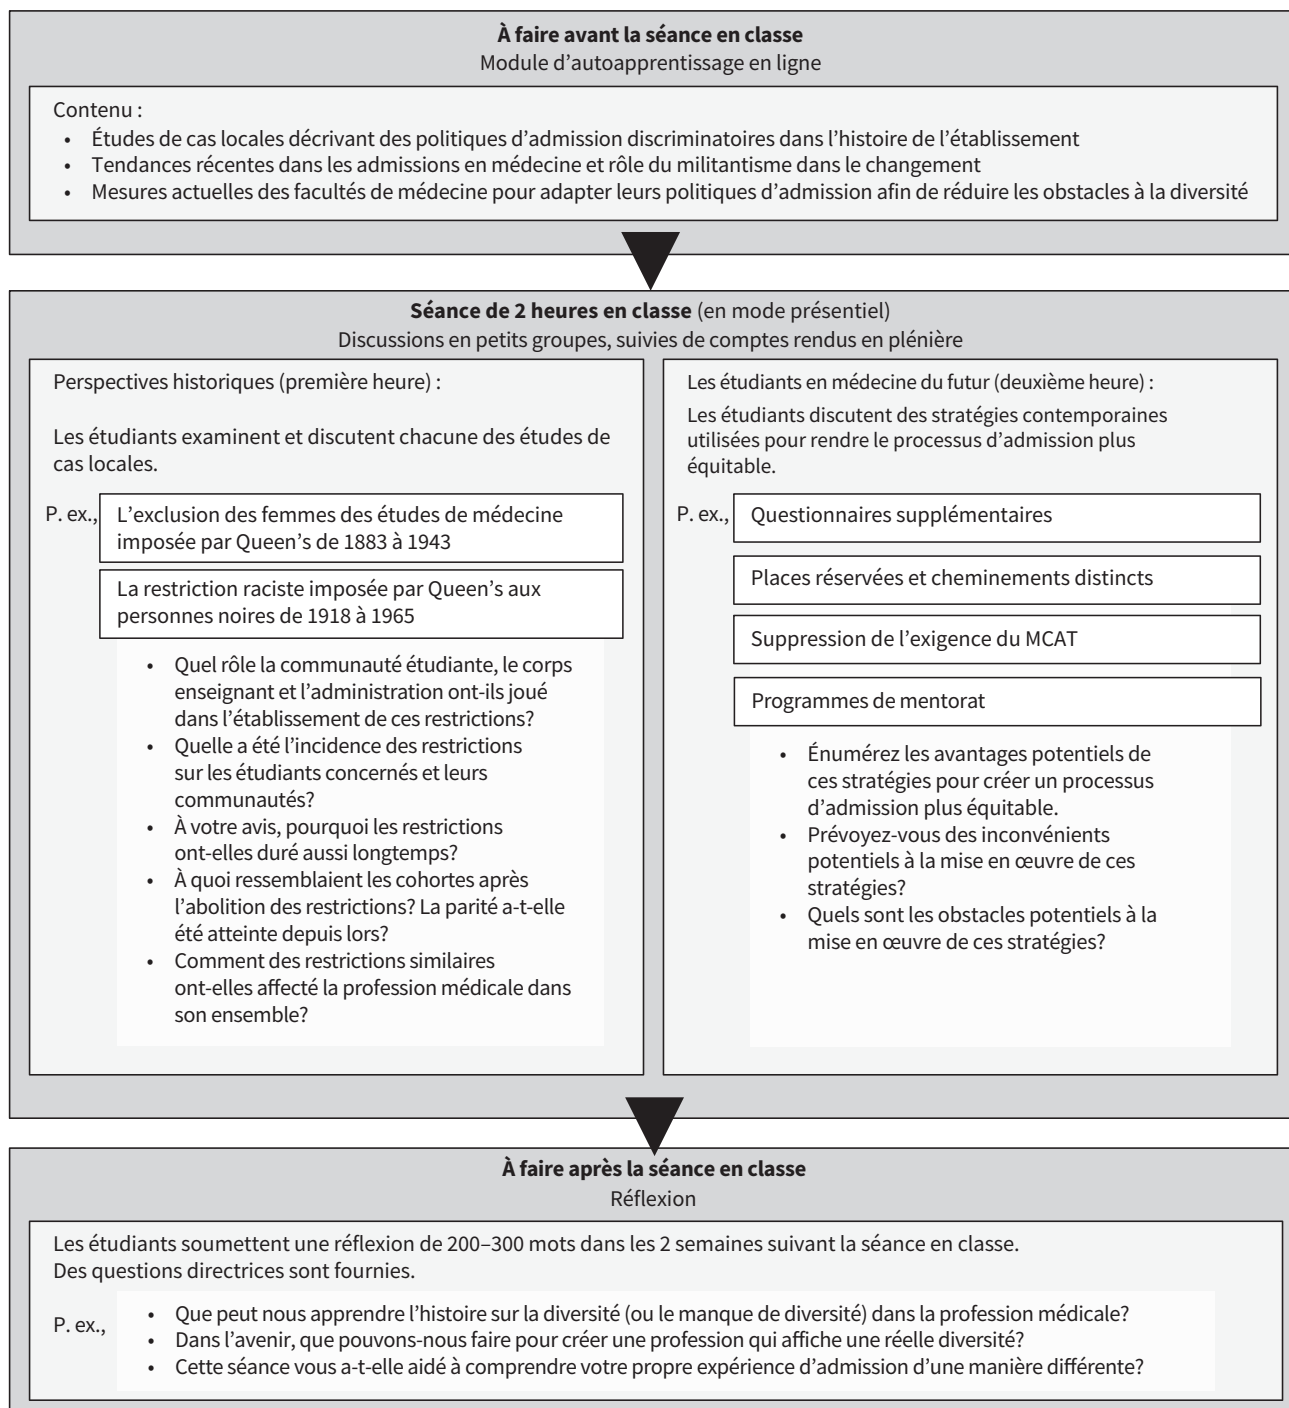 À faire avant la séance en classe
Module d'autoapprentissage en ligne
Contenu :
• Études de cas locales décrivant des politiques d'admission discriminatoires dans l'histoire de l'établissement
• Tendances récentes dans les admissions en médecine et rôle du militantisme dans le changement
• Mesures actuelles des facultés de médecine pour adapter leurs politiques d'admission afin de réduire les obstacles à la diversité
Séance de 2 heures en classe (en mode présentiel)
Discussions en petits groupes, suivies de comptes rendus en plénière
Perspectives historiques (première heure) :
Les étudiants examinent et discutent chacune des études de
cas locales.
P. ex.,
L'exclusion des femmes des études de médecine
imposée par Queen's de 1883 à 1943
La restriction raciste imposée par Queen's aux
personnes noires de 1918 à 1965
• Quel rôle la communauté étudiante, le corps
enseignant et l'administration ont-ils joué
dans l'établissement de ces restrictions?
• Quelle a été l'incidence des restrictions
sur les étudiants concernés et leurs
communautés?
• À votre avis, pourquoi les restrictions
ont-elles duré aussi longtemps?
• À quoi ressemblaient les cohortes après
l'abolition des restrictions? La parité a-t-elle
été atteinte depuis lors?
• Comment des restrictions similaires
ont-elles affecté la profession médicale dans
son ensemble?
Les étudiants en médecine du futur (deuxième heure) :
Les étudiants discutent des stratégies contemporaines
utilisées pour rendre le processus d'admission plus
équitable.
P. ex.,
Questionnaires supplémentaires
Places réservées et cheminements distincts
Suppression de l'exigence du MCAT
Programmes de mentorat
• Énumérez les avantages potentiels de
ces stratégies pour créer un processus
d'admission plus équitable.
• Prévoyez-vous des inconvénients
potentiels à la mise en œuvre de ces
stratégies?
• Quels sont les obstacles potentiels à la
mise en œuvre de ces stratégies?
À faire après la séance en classe
Réflexion
Les étudiants soumettent une réflexion de 200–300 mots dans les 2 semaines suivant la séance en classe.
Des questions directrices sont fournies.
P. ex.,
• Que peut nous apprendre l'histoire sur la diversité (ou le manque de diversité) dans la profession médicale?
• Dans l'avenir, que pouvons-nous faire pour créer une profession qui affiche une réelle diversité?
• Cette séance vous a-t-elle aidé à comprendre votre propre expérience d'admission d'une manière différente?